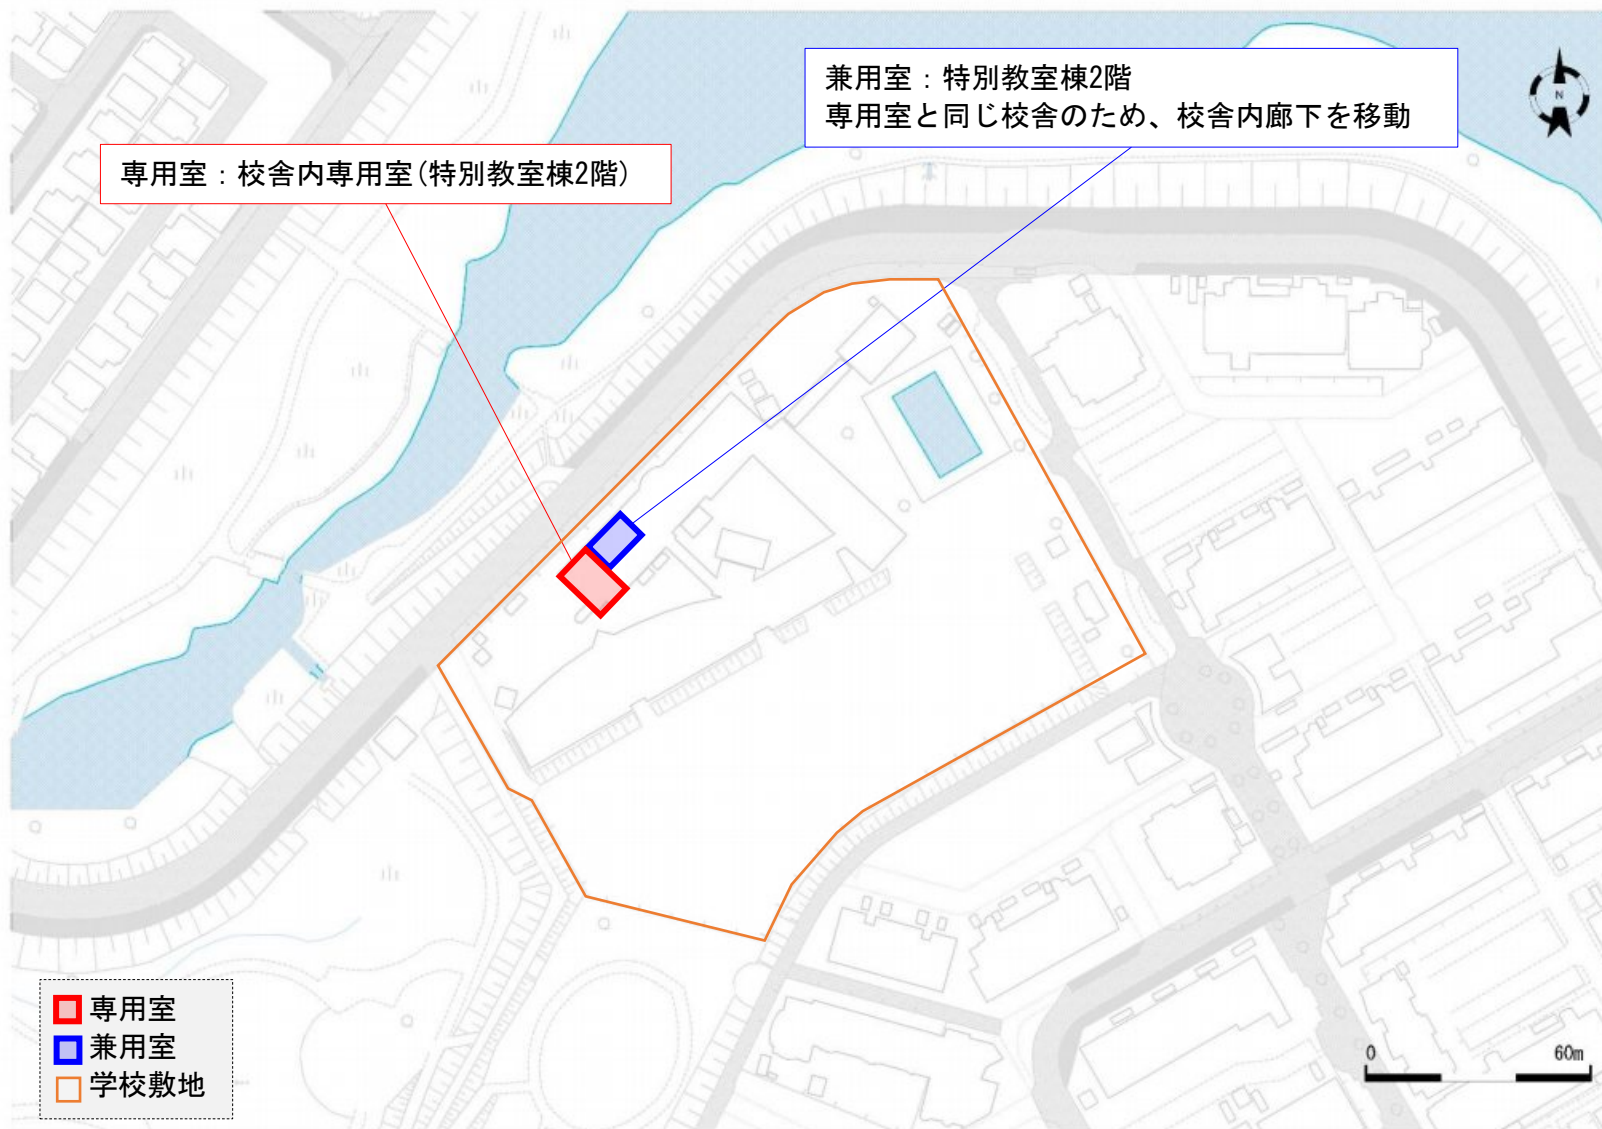 兼用室：特別教室棟2階
専用室と同じ校舎のため、校舎内廊下を移動
N
専用室：校舎内専用室(特別教室棟2階)
専用室
兼用室
学校敷地
0 60m